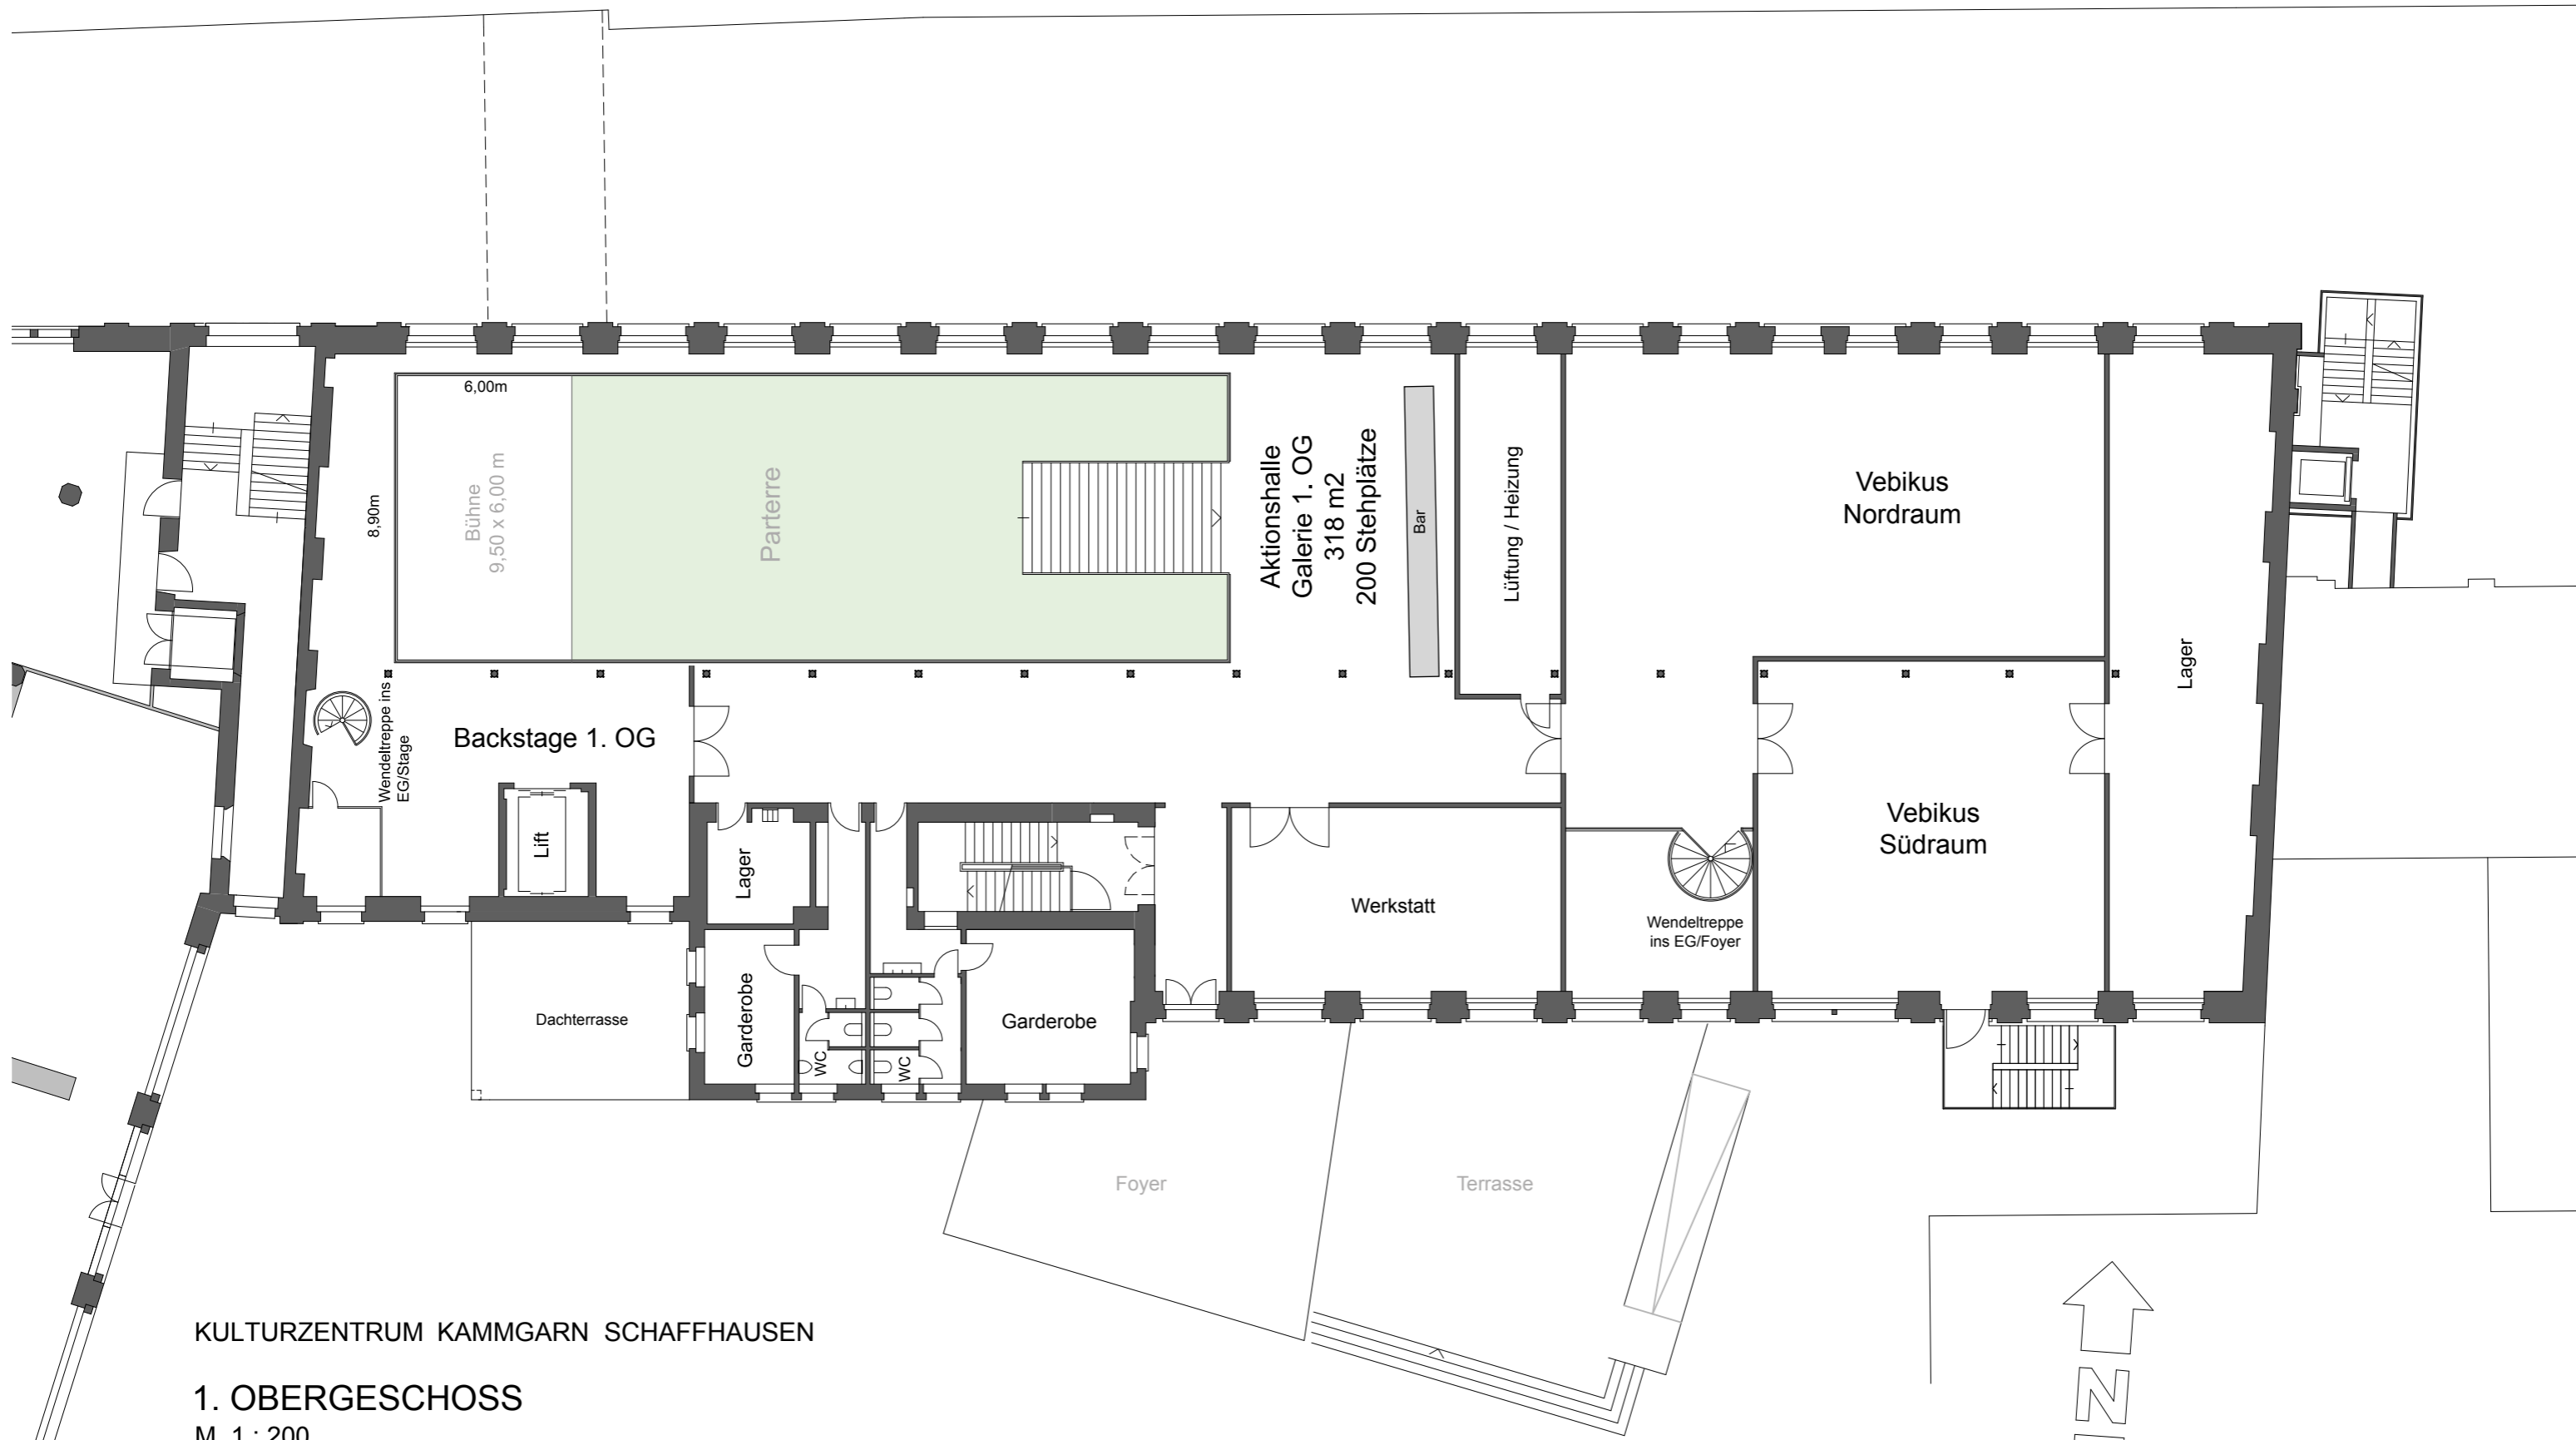 6,00m
8,90m
Bühne
9,50 x 6,00 m
Parterre
Aktionshalle
Galerie 1. OG
318 m2
200 Stehplätze
Bar
Lüftung / Heizung
Vebikus
Nordraum
Lager
Wendeltreppe ins
EG/Stage
Backstage 1. OG
Lift
Lager
Vebikus
Südraum
Werkstatt
Wendeltreppe
ins EG/Foyer
Dachterrasse
Garderobe
WC
WC
Garderobe
Foyer
Terrasse
KULTURZENTRUM KAMMGARN SCHAFFHAUSEN
1. OBERGESCHOSS
M 1 : 200
N